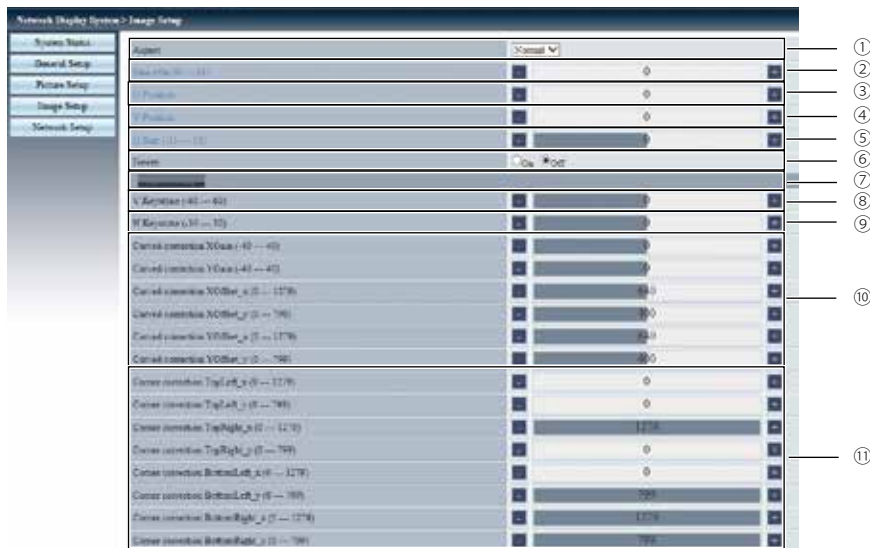 Network Display System > Image Setup
System Status
General Setup
Picture Setup
Image Setup
Network Setup
Aspect Normal ①
0 ②
H Position 0 ③
V Position 0 ④
0 ⑤
Screen On Off ⑥
⑦
V Keystone (-40 --- 40) 0 ⑧
H Keystone (-30 --- 30) 0 ⑨
Curved correction XGain (-40 --- 40) 0
Curved correction YGain (-40 --- 40) 0
Curved correction XOffset_x (0 --- 1279) 640
Curved correction XOffset_y (0 --- 799) 400
Curved correction YOffset_x (0 --- 1279) 640
Curved correction YOffset_y (0 --- 799) 400
⑩
Corner correction TopLeft_x (0 --- 1279) 0
Corner correction TopLeft_y (0 --- 799) 0
Corner correction TopRight_x (0 --- 1279) 1279
Corner correction TopRight_y (0 --- 799) 0
Corner correction BottomLeft_x (0 --- 1279) 0
Corner correction BottomLeft_y (0 --- 799) 799
Corner correction BottomRight_x (0 --- 1279) 1279
Corner correction BottomRight_y (0 --- 799) 799
⑪